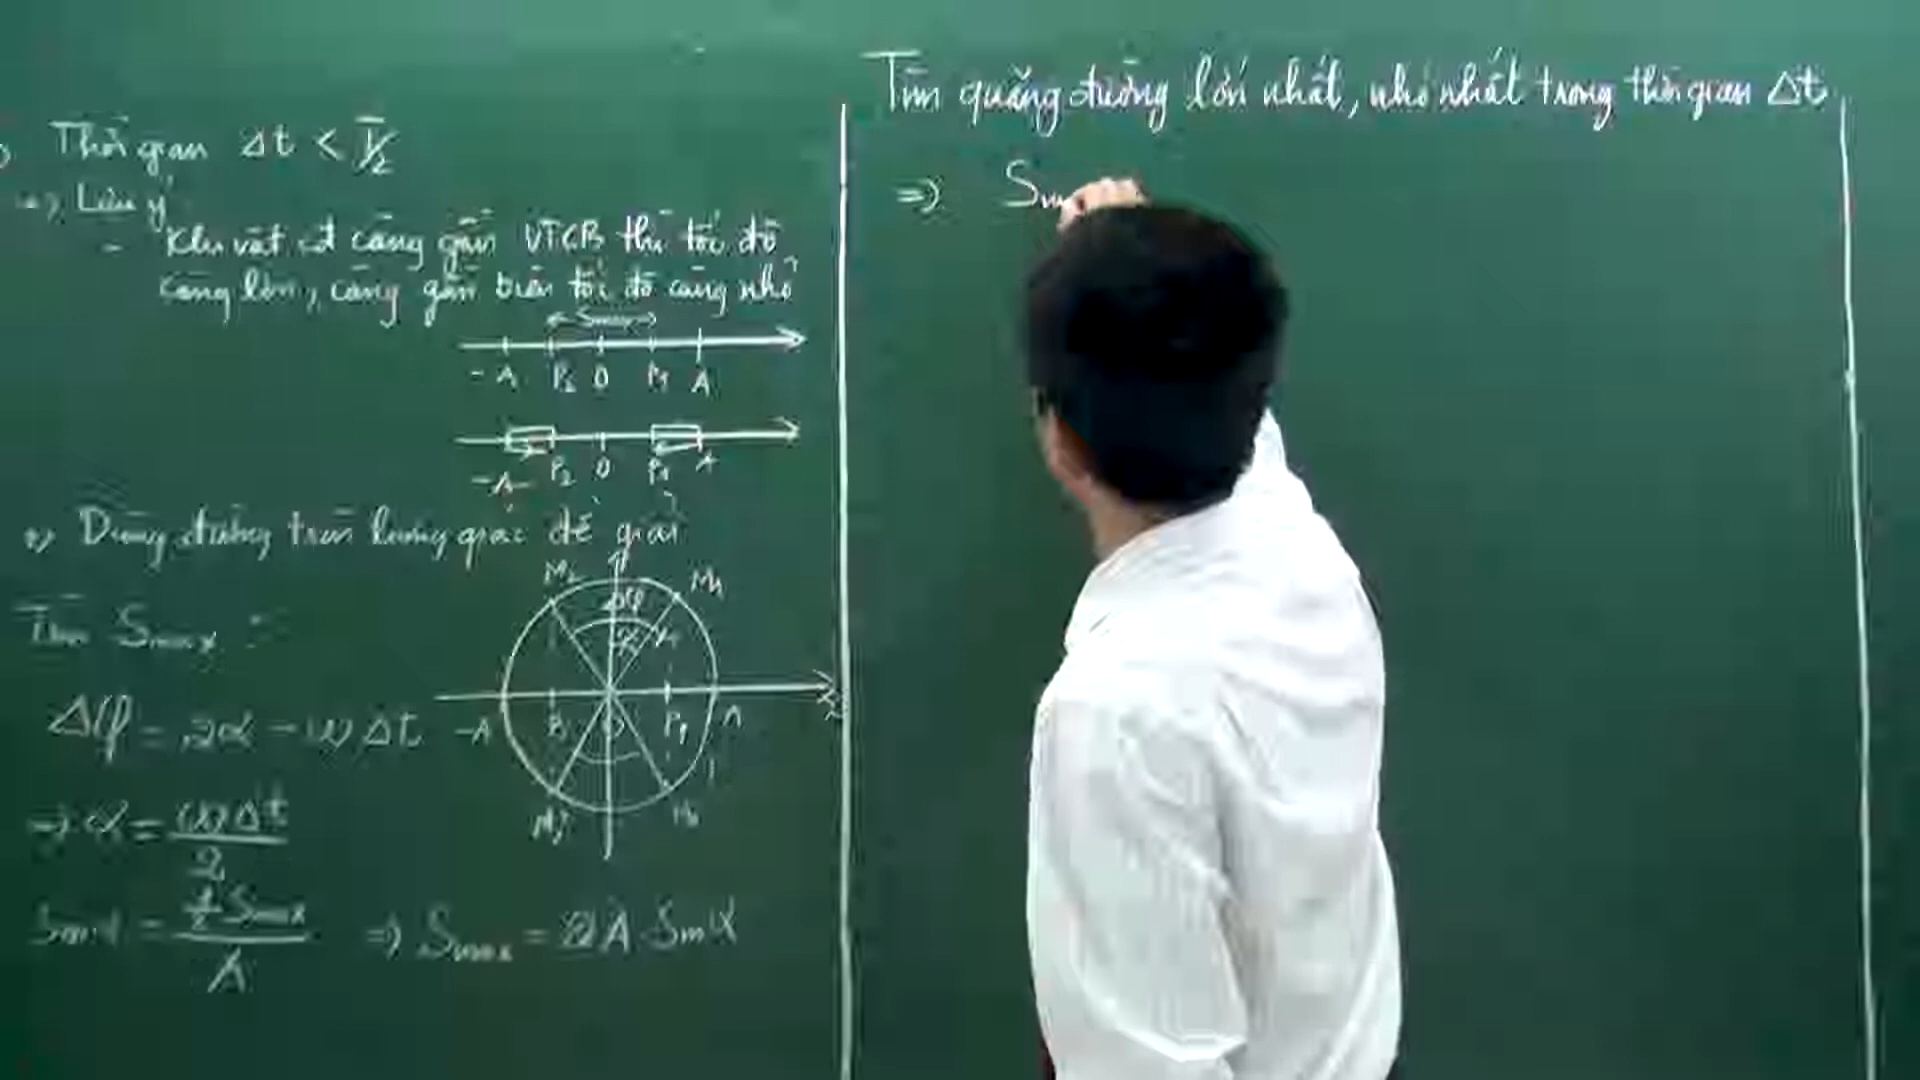 Tìm quãng đường lớn nhất, nhỏ nhất trong thời gian Δt
Thời gian Δt < T/2
Lưu ý
- Khi vật càng gần VTCB thì tốc độ
càng lớn, càng gần biên tốc độ càng nhỏ
Smax
-A P2 O P1 A
-A P2 O P1 A
Dùng đường tròn lượng giác để giải
M2 M1
Δφ
α
Tìm Smax :
Δφ = 2α = ωΔt
-A P2 O P1 A
=> α = ωΔt / 2
Sinα = ½ Smax / A => Smax = 2A Sinα
=> Sm